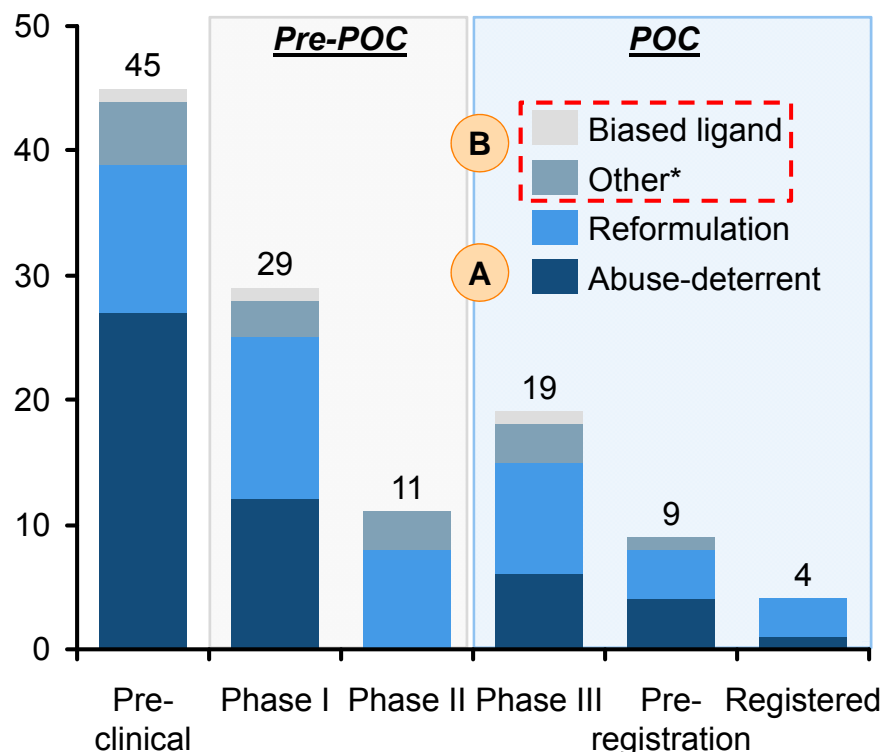 Pre-POC
POC
50
40
30
20
10
0
45
29
11
19
9
4
B
Biased ligand
Other*
Reformulation
A
Abuse-deterrent
Pre-
clinical
Phase I
Phase II
Phase III
Pre-
registration
Registered